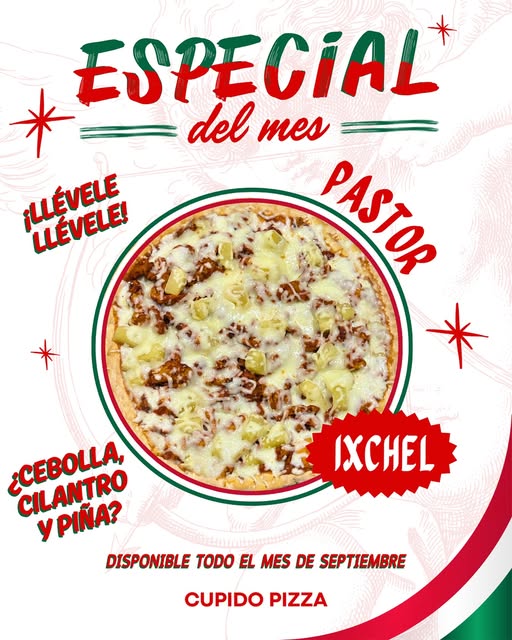 ESPECIAL
del mes
¡LLÉVELE
LLÉVELE!
PASTOR
IXCHEL
¿CEBOLLA,
CILANTRO
Y PIÑA?
DISPONIBLE TODO EL MES DE SEPTIEMBRE
CUPIDO PIZZA